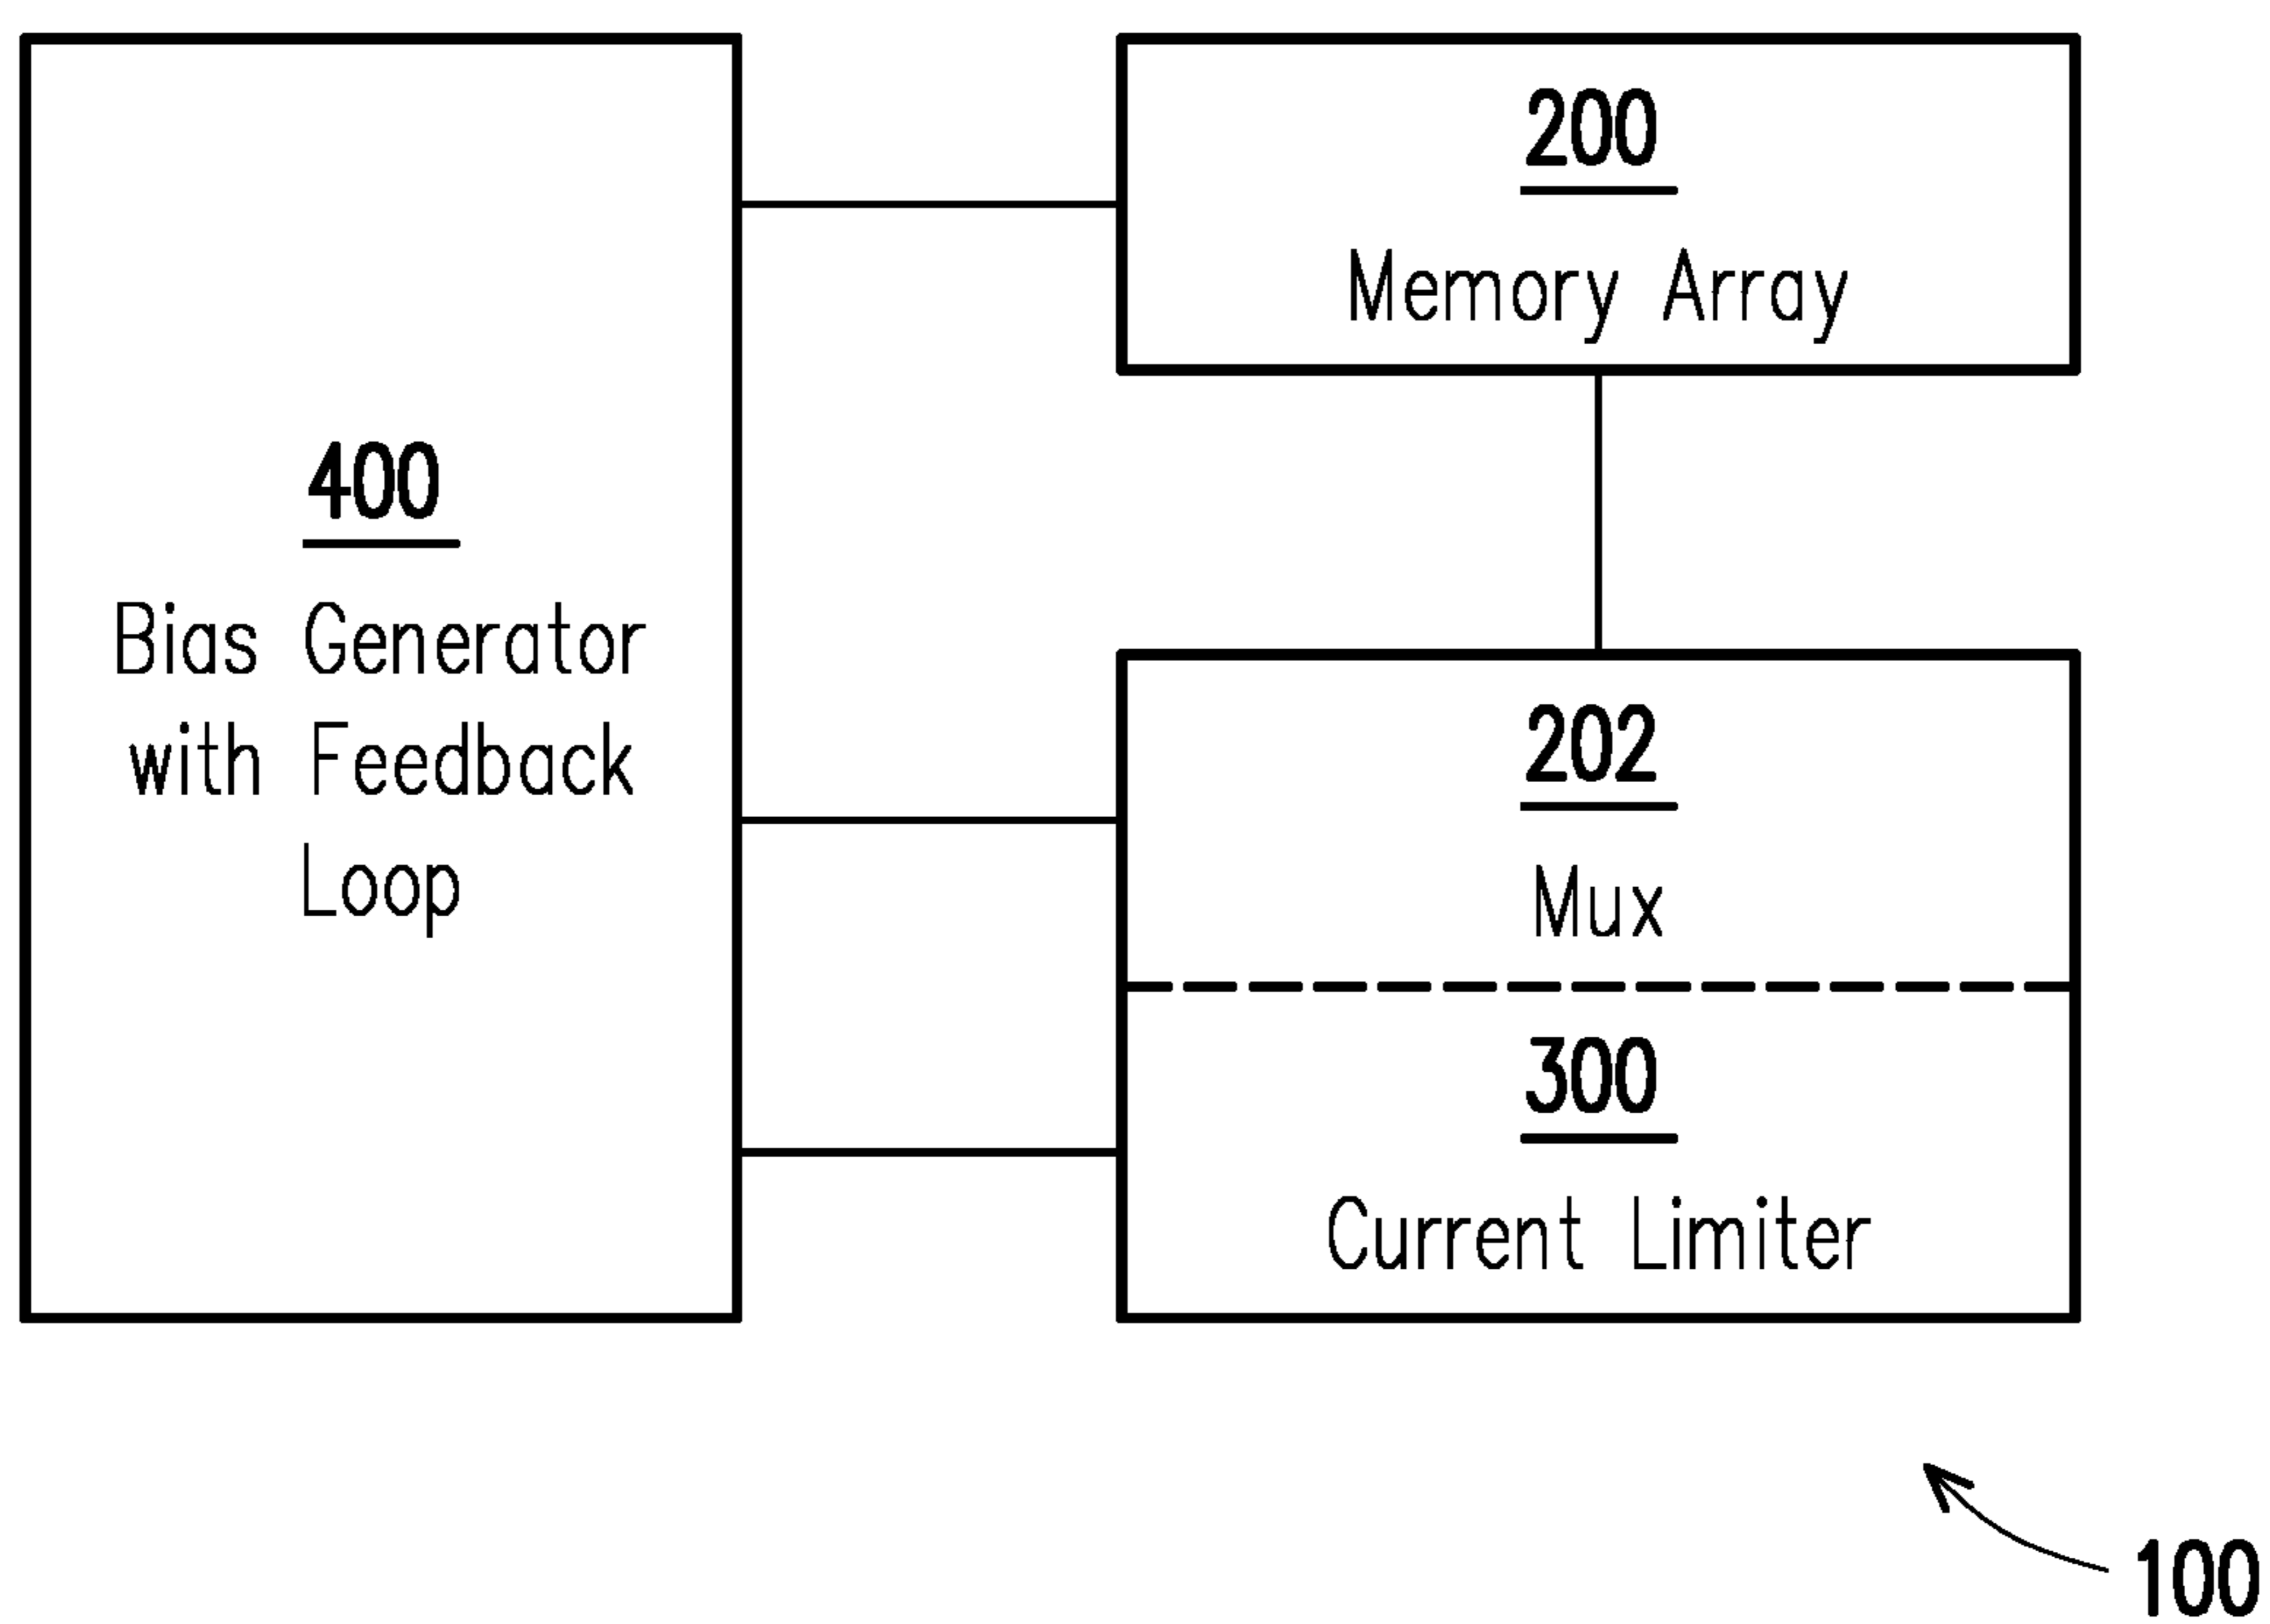 400
Bias Generator
with Feedback
Loop
200
Memory Array
202
Mux
300
Current Limiter
100